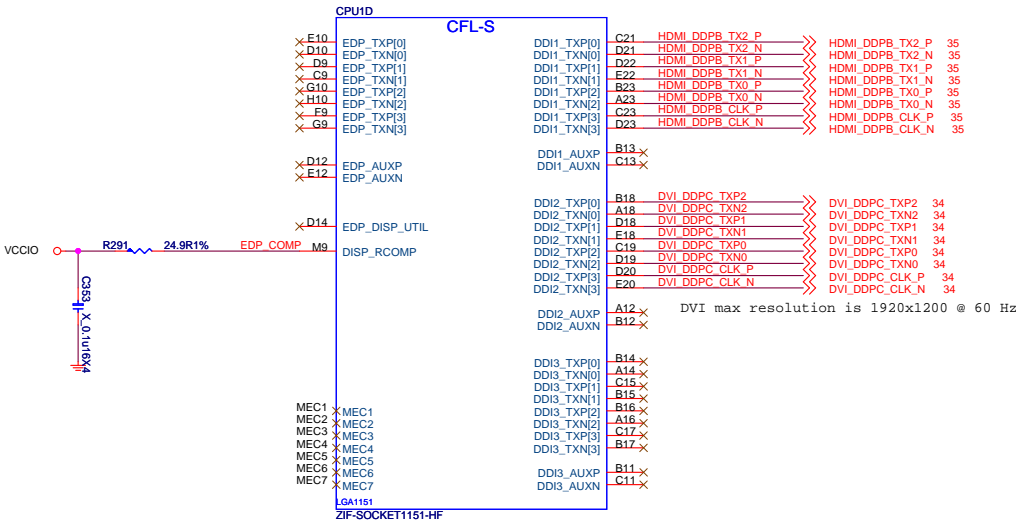 CPU1D
CFL-S
E10 EDP_TXP[0]
D10 EDP_TXN[0]
D9 EDP_TXP[1]
C9 EDP_TXN[1]
G10 EDP_TXP[2]
H10 EDP_TXN[2]
F9 EDP_TXP[3]
G9 EDP_TXN[3]
D12 EDP_AUXP
E12 EDP_AUXN
D14 EDP_DISP_UTIL
VCCIO R291 24.9R1% EDP_COMP M9 DISP_RCOMP
C353 X_0.1u16X4
MEC1 MEC1
MEC2 MEC2
MEC3 MEC3
MEC4 MEC4
MEC5 MEC5
MEC6 MEC6
MEC7 MEC7
LGA1151
ZIF-SOCKET1151-HF
DDI1_TXP[0] C21 HDMI_DDPB_TX2_P HDMI_DDPB_TX2_P 35
DDI1_TXN[0] D21 HDMI_DDPB_TX2_N HDMI_DDPB_TX2_N 35
DDI1_TXP[1] D22 HDMI_DDPB_TX1_P HDMI_DDPB_TX1_P 35
DDI1_TXN[1] E22 HDMI_DDPB_TX1_N HDMI_DDPB_TX1_N 35
DDI1_TXP[2] B23 HDMI_DDPB_TX0_P HDMI_DDPB_TX0_P 35
DDI1_TXN[2] A23 HDMI_DDPB_TX0_N HDMI_DDPB_TX0_N 35
DDI1_TXP[3] C23 HDMI_DDPB_CLK_P HDMI_DDPB_CLK_P 35
DDI1_TXN[3] D23 HDMI_DDPB_CLK_N HDMI_DDPB_CLK_N 35
DDI1_AUXP B13
DDI1_AUXN C13
DDI2_TXP[0] B18 DVI_DDPC_TXP2 DVI_DDPC_TXP2 34
DDI2_TXN[0] A18 DVI_DDPC_TXN2 DVI_DDPC_TXN2 34
DDI2_TXP[1] D18 DVI_DDPC_TXP1 DVI_DDPC_TXP1 34
DDI2_TXN[1] E18 DVI_DDPC_TXN1 DVI_DDPC_TXN1 34
DDI2_TXP[2] C19 DVI_DDPC_TXP0 DVI_DDPC_TXP0 34
DDI2_TXN[2] D19 DVI_DDPC_TXN0 DVI_DDPC_TXN0 34
DDI2_TXP[3] D20 DVI_DDPC_CLK_P DVI_DDPC_CLK_P 34
DDI2_TXN[3] E20 DVI_DDPC_CLK_N DVI_DDPC_CLK_N 34
DVI max resolution is 1920x1200 @ 60 Hz
DDI2_AUXP A12
DDI2_AUXN B12
DDI3_TXP[0] B14
DDI3_TXN[0] A14
DDI3_TXP[1] C15
DDI3_TXN[1] B15
DDI3_TXP[2] B16
DDI3_TXN[2] A16
DDI3_TXP[3] C17
DDI3_TXN[3] B17
DDI3_AUXP B11
DDI3_AUXN C11